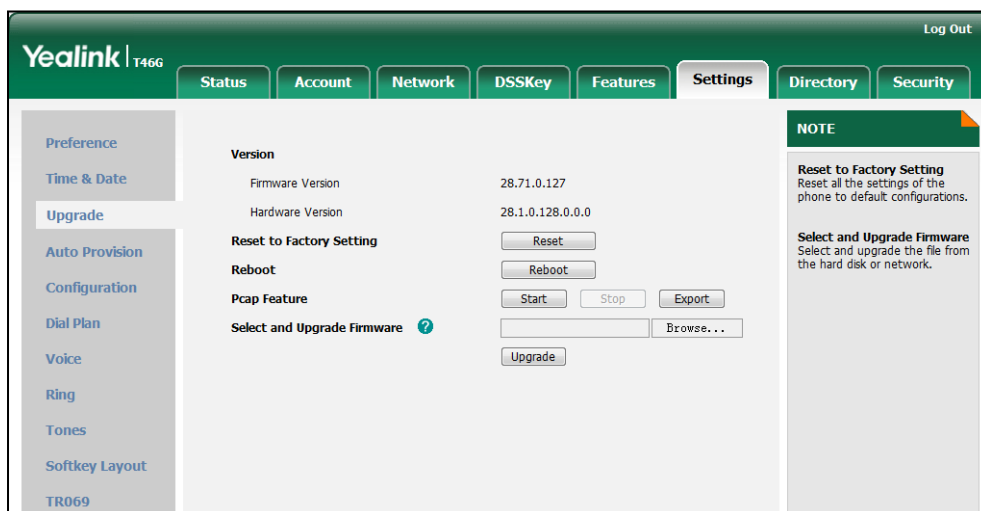 Log Out
Yealink T46G
Status Account Network DSSKey Features Settings Directory Security
Preference
Time & Date
Upgrade
Auto Provision
Configuration
Dial Plan
Voice
Ring
Tones
Softkey Layout
TR069
Version
Firmware Version 28.71.0.127
Hardware Version 28.1.0.128.0.0.0
Reset to Factory Setting Reset
Reboot Reboot
Pcap Feature Start Stop Export
Select and Upgrade Firmware ? Browse...
Upgrade
NOTE
Reset to Factory Setting
Reset all the settings of the
phone to default configurations.
Select and Upgrade Firmware
Select and upgrade the file from
the hard disk or network.